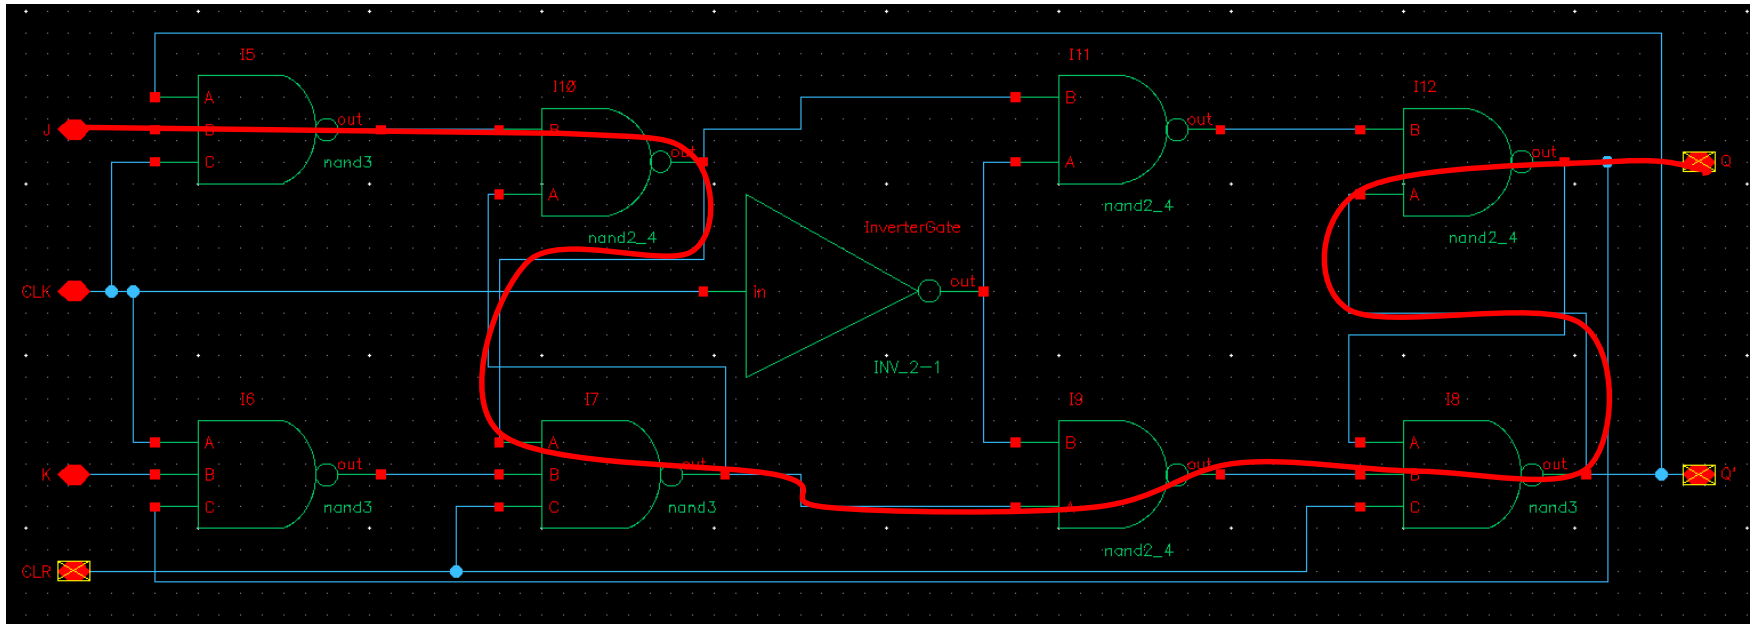 I5
I11
I10
I12
A
B
J
B
out
B
out
B
out
out
Q
C
nand3
A
A
A
nand2_4
nand2_4
nand2_4
InverterGate
CLK
in
out
INV_2-1
I6
I7
I9
I8
A
A
B
A
K
B
out
B
out
out
B
out
Q'
C
nand3
C
nand3
A
C
nand3
nand2_4
CLR